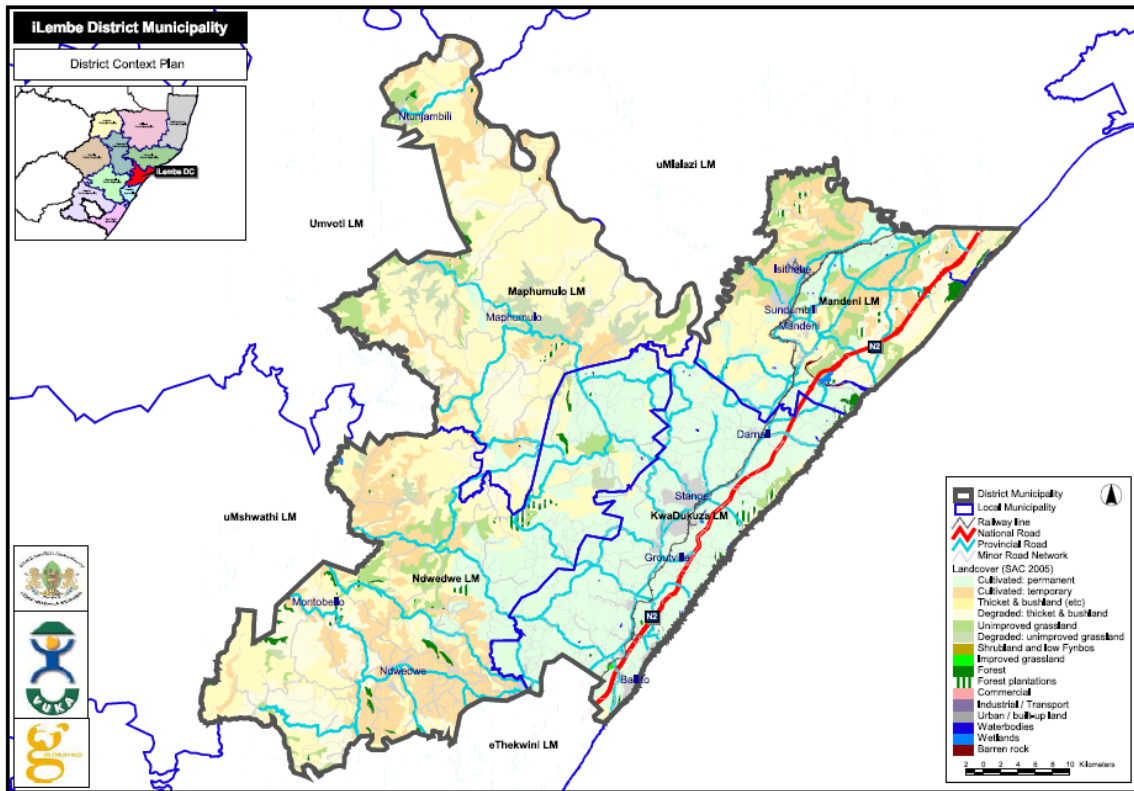 iLembe District Municipality
District Context Plan
iLembe DC
Ntunjambili
uMlalazi LM
Umvoti LM
Isithebe
Maphumulo LM
Mandeni LM
Sundumbili
Maphumulo
Mandeni
N2
Darnall
Stanger
uMshwathi LM
KwaDukuza LM
Groutville
Ndwedwe LM
Montobello
N2
Ndwedwe
Ballito
eThekwini LM
VUKA
g
District Municipality
Local Municipality
Railway line
National Road
Provincial Road
Minor Road Network
Landcover (SAC 2005)
Cultivated: permanent
Cultivated: temporary
Thicket & bushland (etc)
Degraded: thicket & bushland
Unimproved grassland
Degraded: unimproved grassland
Shrubland and low Fynbos
Improved grassland
Forest
Forest plantations
Commercial
Industrial / Transport
Urban / built-up land
Waterbodies
Wetlands
Barren rock
2 0 2 4 6 8 10 Kilometers